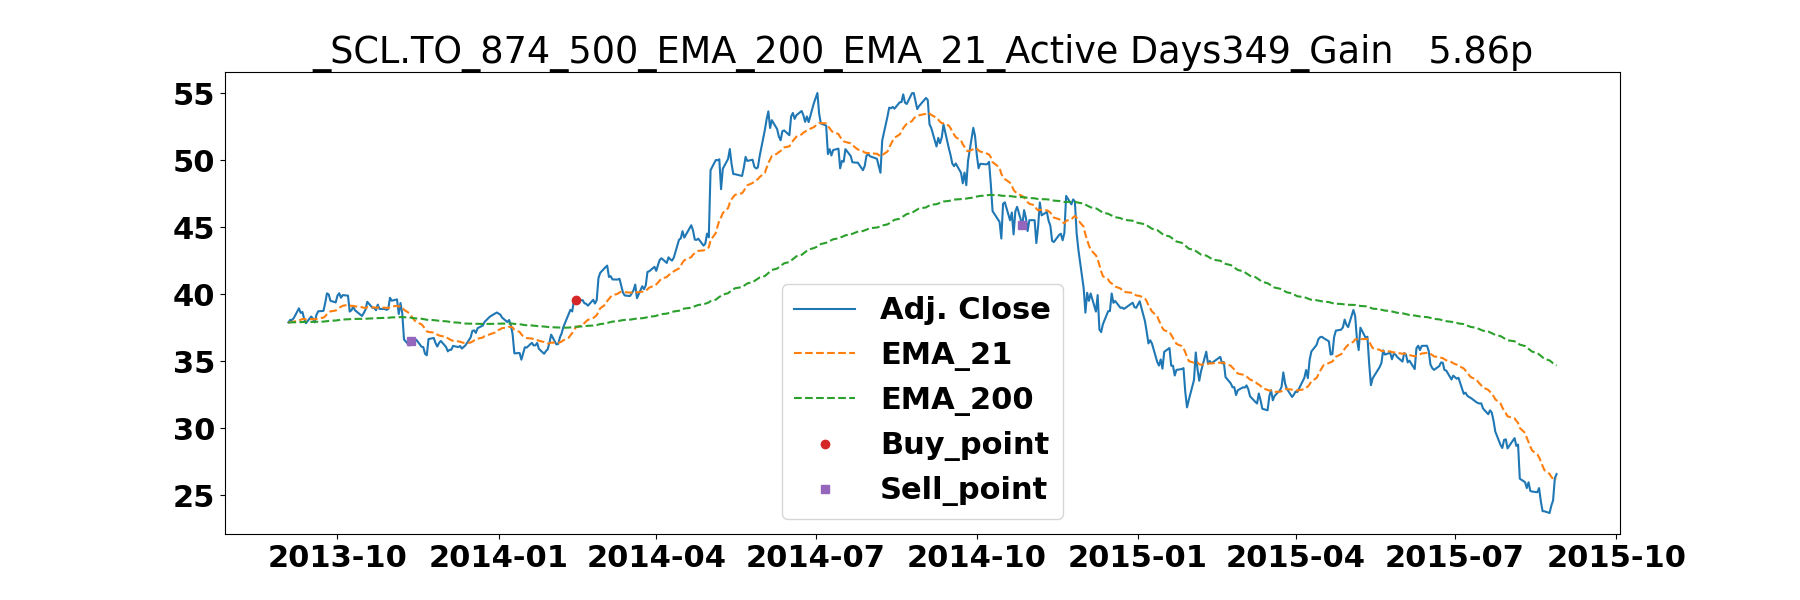 _SCL.TO_874_500_EMA_200_EMA_21_Active Days349_Gain   5.86p
55
50
45
40
35
30
25
Adj. Close
EMA_21
EMA_200
Buy_point
Sell_point
2013-10 2014-01 2014-04 2014-07 2014-10 2015-01 2015-04 2015-07 2015-10